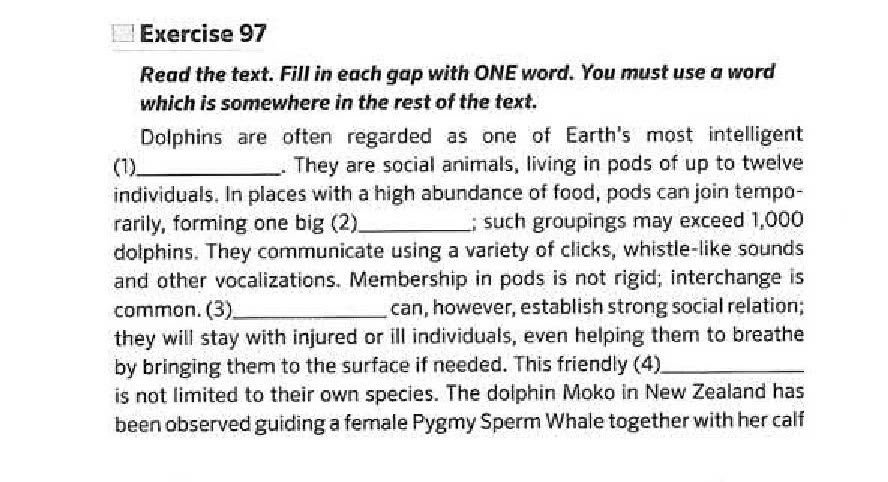 Exercise 97
Read the text. Fill in each gap with ONE word. You must use a word
which is somewhere in the rest of the text.
Dolphins are often regarded as one of Earth's most intelligent
(1)____________. They are social animals, living in pods of up to twelve
individuals. In places with a high abundance of food, pods can join tempo-
rarily, forming one big (2)_________; such groupings may exceed 1,000
dolphins. They communicate using a variety of clicks, whistle-like sounds
and other vocalizations. Membership in pods is not rigid; interchange is
common. (3)_____________ can, however, establish strong social relation;
they will stay with injured or ill individuals, even helping them to breathe
by bringing them to the surface if needed. This friendly (4)____________
is not limited to their own species. The dolphin Moko in New Zealand has
been observed guiding a female Pygmy Sperm Whale together with her calf